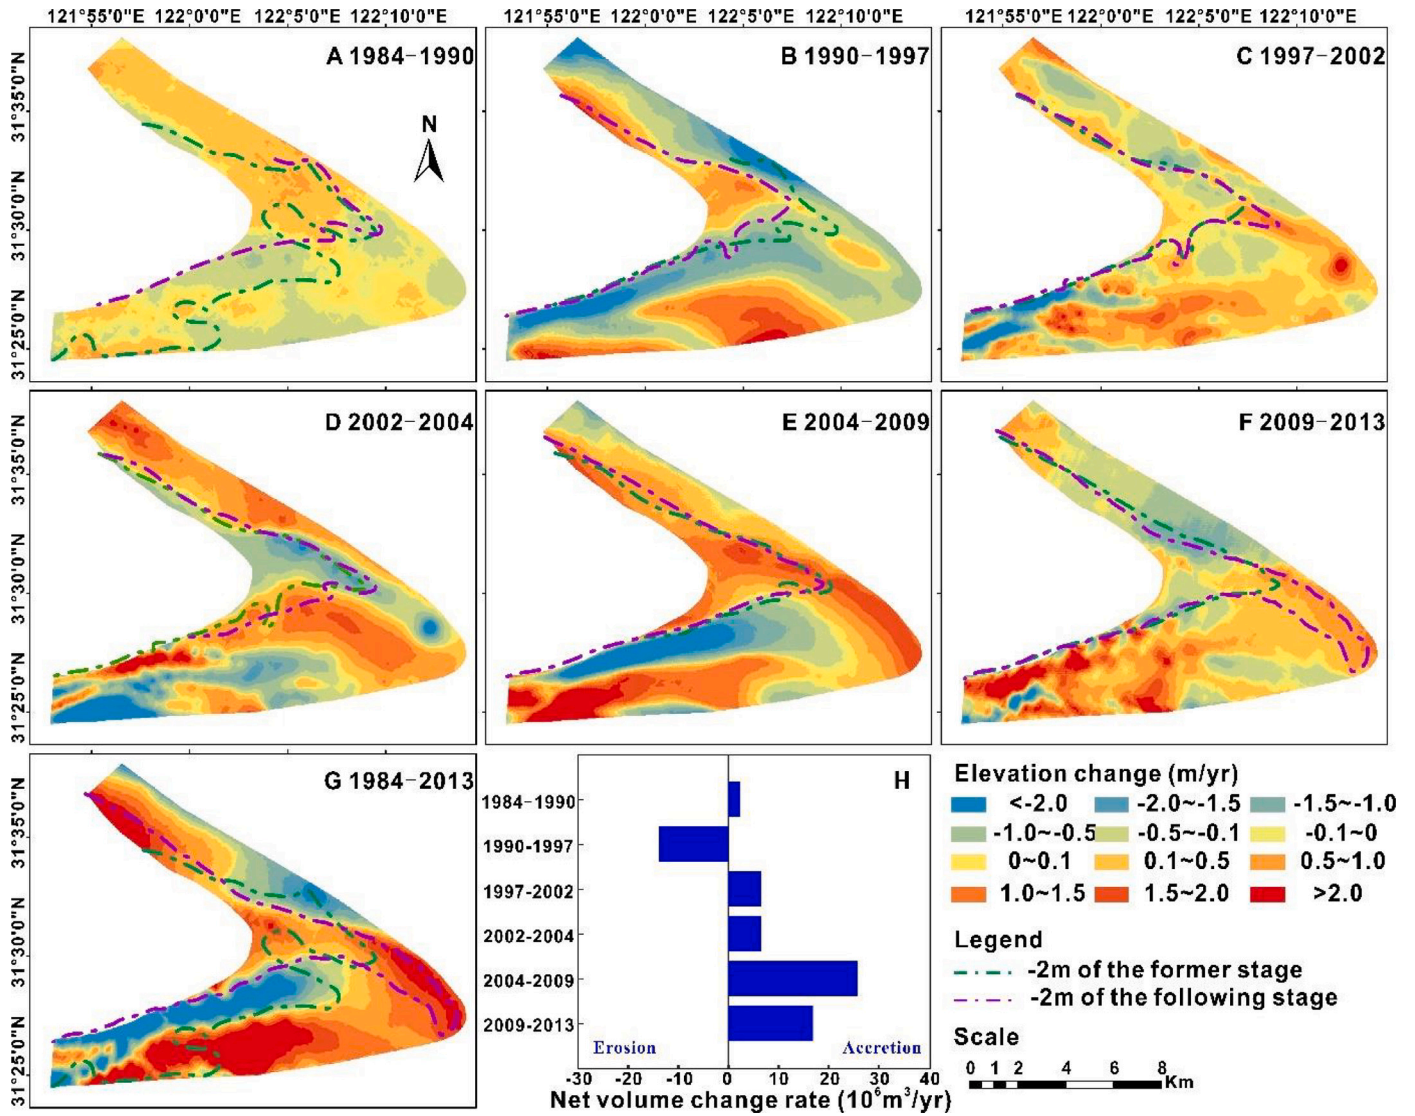 121°55'0"E 122°0'0"E 122°5'0"E 122°10'0"E
121°55'0"E 122°0'0"E 122°5'0"E 122°10'0"E
121°55'0"E 122°0'0"E 122°5'0"E 122°10'0"E
31°35'0"N
31°30'0"N
31°25'0"N
A 1984-1990
N
B 1990-1997
C 1997-2002
31°35'0"N
31°30'0"N
31°25'0"N
D 2002-2004
E 2004-2009
F 2009-2013
31°35'0"N
31°30'0"N
31°25'0"N
G 1984-2013
H
1984-1990
1990-1997
1997-2002
2002-2004
2004-2009
2009-2013
Erosion Accretion
-30 -20 -10 0 10 20 30 40
Net volume change rate (10⁶m³/yr)
Elevation change (m/yr)
<-2.0 -2.0~-1.5 -1.5~-1.0
-1.0~-0.5 -0.5~-0.1 -0.1~0
0~0.1 0.1~0.5 0.5~1.0
1.0~1.5 1.5~2.0 >2.0
Legend
-2m of the former stage
-2m of the following stage
Scale
0 1 2 4 6 8
Km